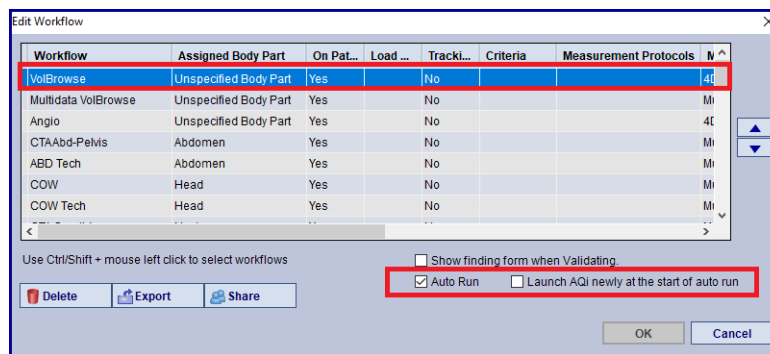 Edit Workflow
Workflow Assigned Body Part On Pat... Load ... Tracki... Criteria Measurement Protocols
VolBrowse Unspecified Body Part Yes No 4D
Multidata VolBrowse Unspecified Body Part Yes No
Angio Unspecified Body Part Yes No 4D
CTAAbd-Pelvis Abdomen Yes No
ABD Tech Abdomen Yes No
COW Head Yes No
COW Tech Head Yes No
Use Ctrl/Shift + mouse left click to select workflows
Show finding form when Validating.
Auto Run Launch AQi newly at the start of auto run
Delete Export Share
OK Cancel